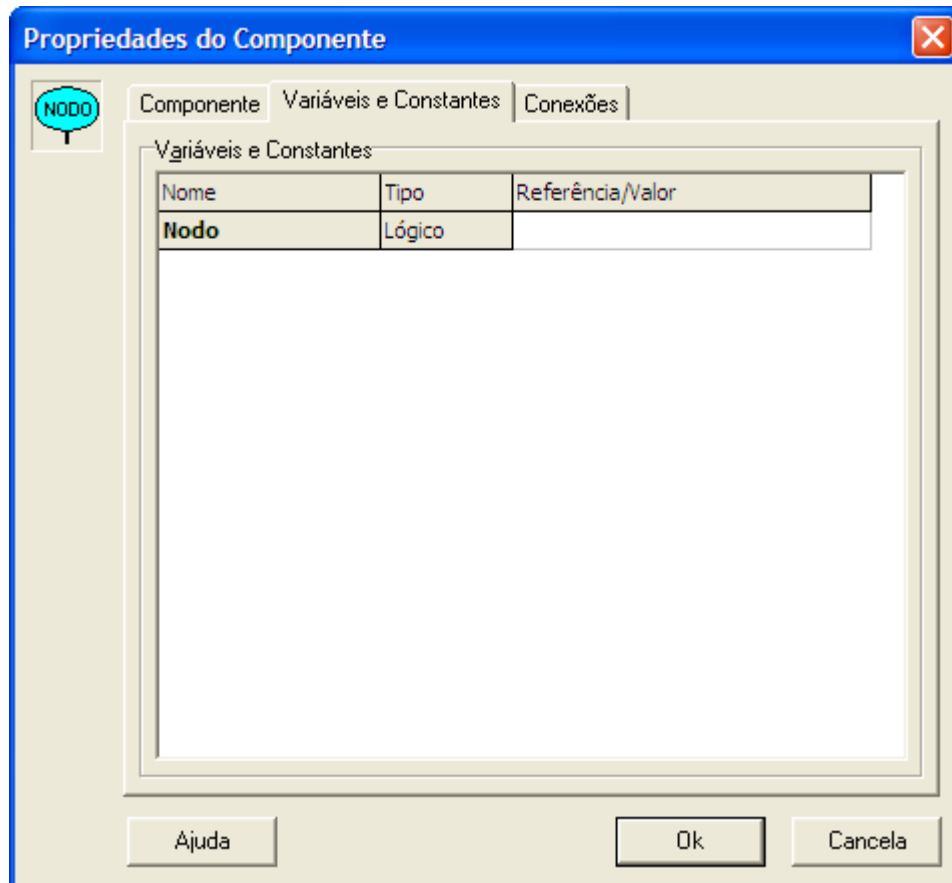 Propriedades do Componente
NODO
Componente Variáveis e Constantes Conexões
Variáveis e Constantes
Nome Tipo Referência/Valor
Nodo Lógico
Ajuda Ok Cancela